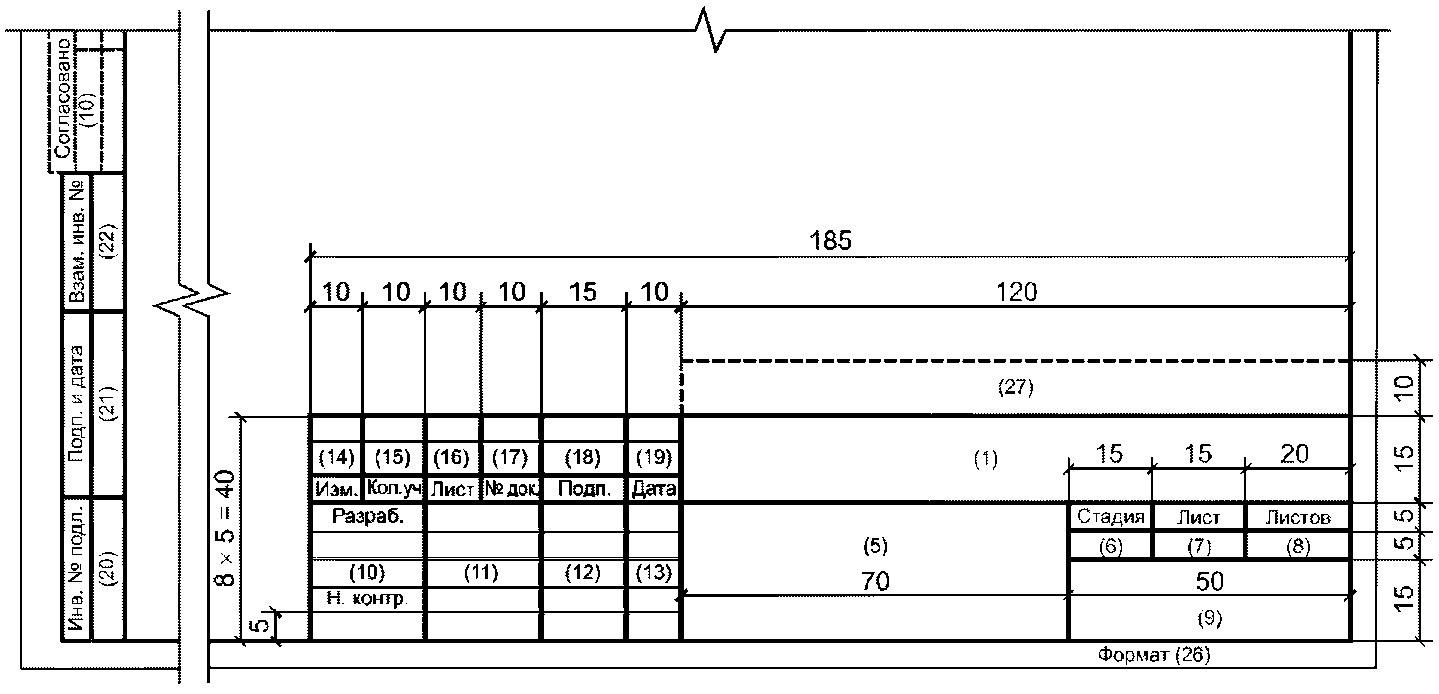 Согласовано
(10)
Взам. инв. №
(22)
Подп. и дата
(21)
Инв. № подл.
(20)
185
10 10 10 10 15 10 120
(27)
10
(14) (15) (16) (17) (18) (19)
(1)
15 15 20
15
Изм. Кол.уч Лист № док. Подп. Дата
Разраб.
Стадия Лист Листов
5
(5)
(6) (7) (8)
5
(10) (11) (12) (13)
70 50
Н. контр.
(9)
15
8 × 5 = 40
5
Формат (26)